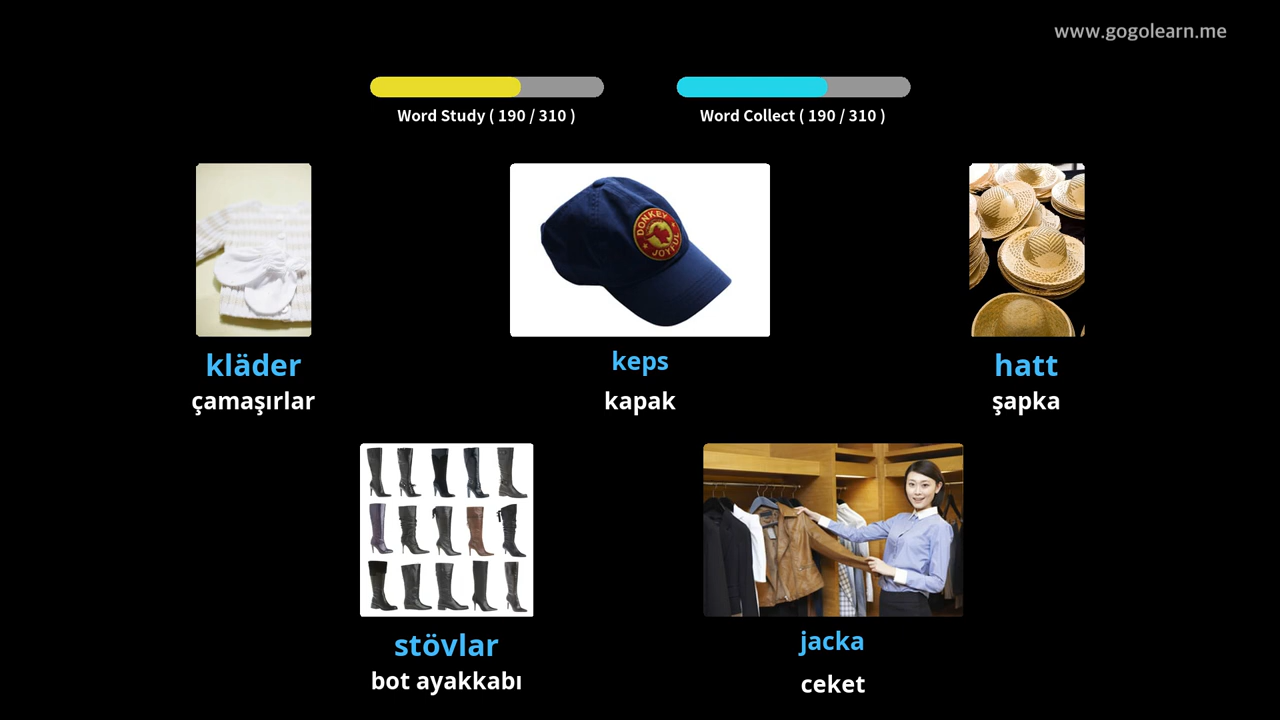 www.gogolearn.me
Word Study ( 190 / 310 )
Word Collect ( 190 / 310 )
DONKEY
JOYFUL
kläder
keps
hatt
çamaşırlar
kapak
şapka
stövlar
jacka
bot ayakkabı
ceket